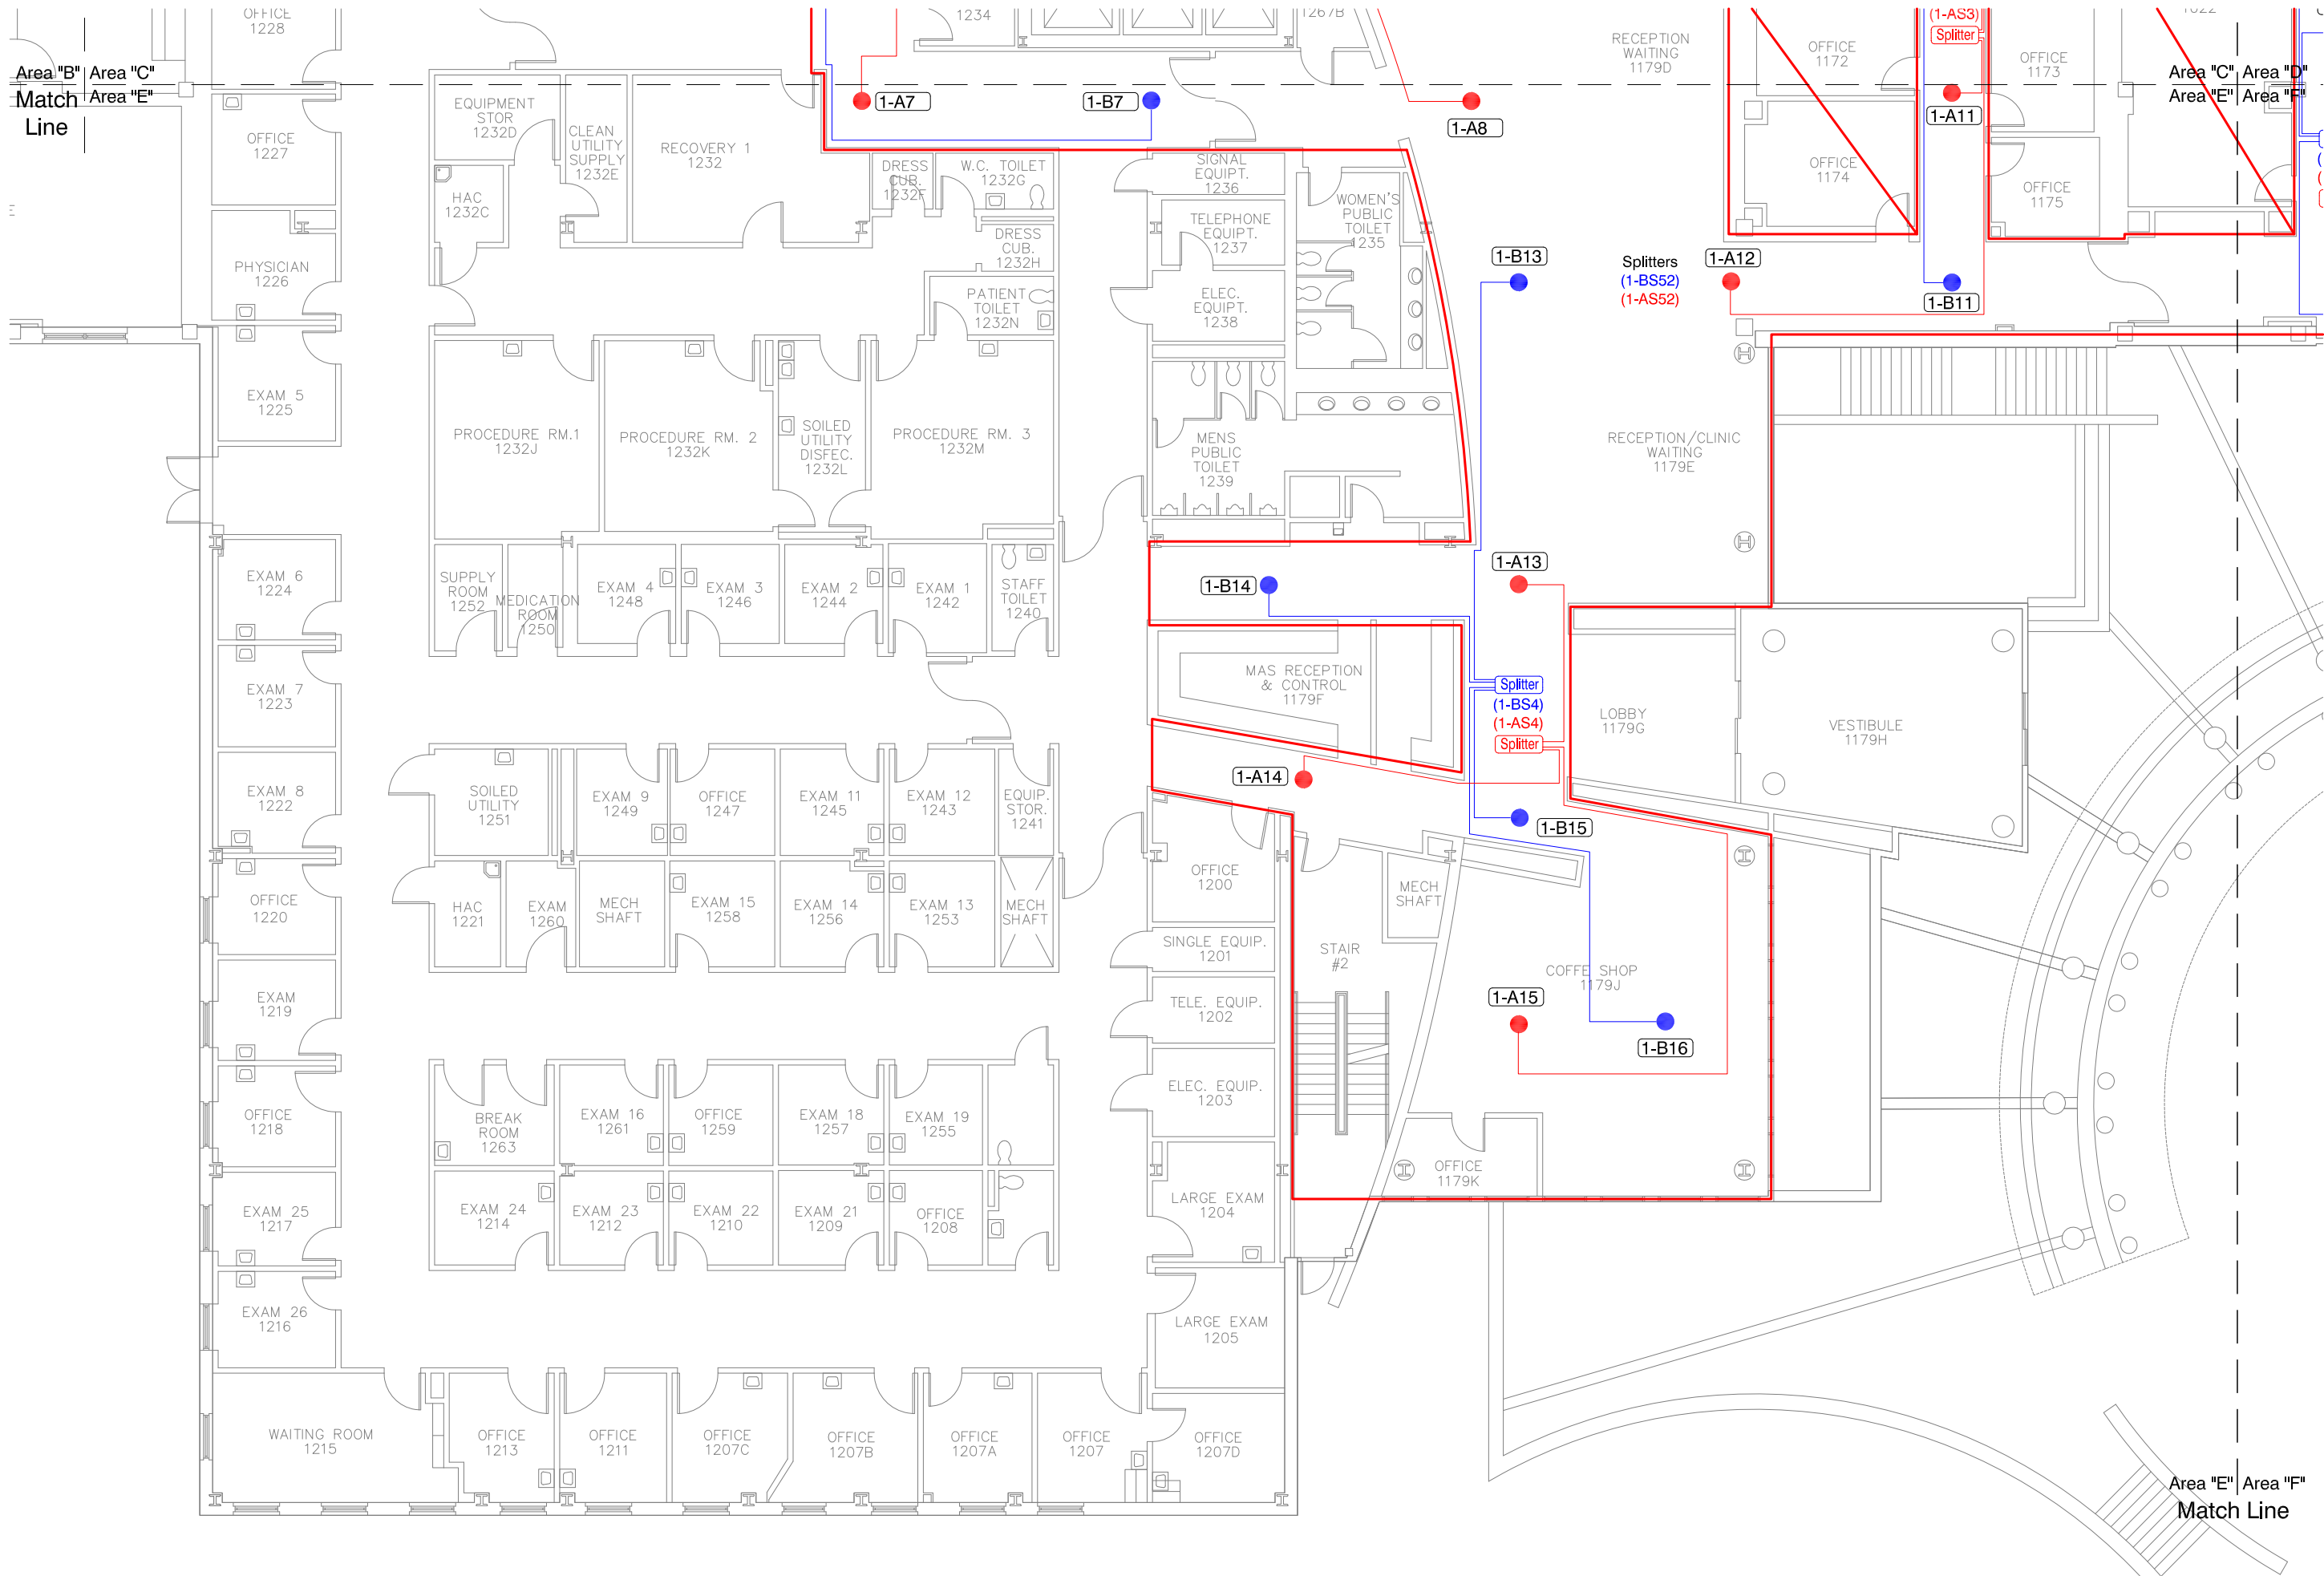 OFFICE
1228
1234
1267B
RECEPTION
WAITING
1179D
OFFICE
1172
(1-AS3)
Splitter
OFFICE
1173
1022
Area "B" Area "C"
Match Area "E"
Line
Area "C" Area "D"
Area "E" Area "F"
EQUIPMENT
STOR
1232D
CLEAN
UTILITY
SUPPLY
1232E
RECOVERY 1
1232
1-A7
1-B7
1-A8
1-A11
OFFICE
1227
HAC
1232C
DRESS
CUB.
1232F
W.C. TOILET
1232G
SIGNAL
EQUIPT.
1236
OFFICE
1174
OFFICE
1175
WOMEN'S
PUBLIC
TOILET
1235
TELEPHONE
EQUIPT.
1237
DRESS
CUB.
1232H
PHYSICIAN
1226
PATIENT
TOILET
1232N
ELEC.
EQUIPT.
1238
1-B13
Splitters
(1-BS52)
(1-AS52)
1-A12
1-B11
EXAM 5
1225
PROCEDURE RM.1
1232J
PROCEDURE RM. 2
1232K
SOILED
UTILITY
DISFEC.
1232L
PROCEDURE RM. 3
1232M
MENS
PUBLIC
TOILET
1239
RECEPTION/CLINIC
WAITING
1179E
EXAM 6
1224
SUPPLY
ROOM
1252
MEDICATION
ROOM
1250
EXAM 4
1248
EXAM 3
1246
EXAM 2
1244
EXAM 1
1242
STAFF
TOILET
1240
1-B14
1-A13
EXAM 7
1223
MAS RECEPTION
& CONTROL
1179F
Splitter
(1-BS4)
(1-AS4)
Splitter
LOBBY
1179G
VESTIBULE
1179H
EXAM 8
1222
SOILED
UTILITY
1251
EXAM 9
1249
OFFICE
1247
EXAM 11
1245
EXAM 12
1243
EQUIP.
STOR.
1241
1-A14
1-B15
OFFICE
1220
HAC
1221
EXAM
1260
MECH
SHAFT
EXAM 15
1258
EXAM 14
1256
EXAM 13
1253
MECH
SHAFT
OFFICE
1200
MECH
SHAFT
SINGLE EQUIP.
1201
STAIR
#2
COFFE SHOP
1179J
EXAM
1219
TELE. EQUIP.
1202
1-A15
1-B16
OFFICE
1218
BREAK
ROOM
1263
EXAM 16
1261
OFFICE
1259
EXAM 18
1257
EXAM 19
1255
ELEC. EQUIP.
1203
OFFICE
1179K
EXAM 25
1217
EXAM 24
1214
EXAM 23
1212
EXAM 22
1210
EXAM 21
1209
OFFICE
1208
LARGE EXAM
1204
EXAM 26
1216
LARGE EXAM
1205
WAITING ROOM
1215
OFFICE
1213
OFFICE
1211
OFFICE
1207C
OFFICE
1207B
OFFICE
1207A
OFFICE
1207
OFFICE
1207D
Area "E" Area "F"
Match Line